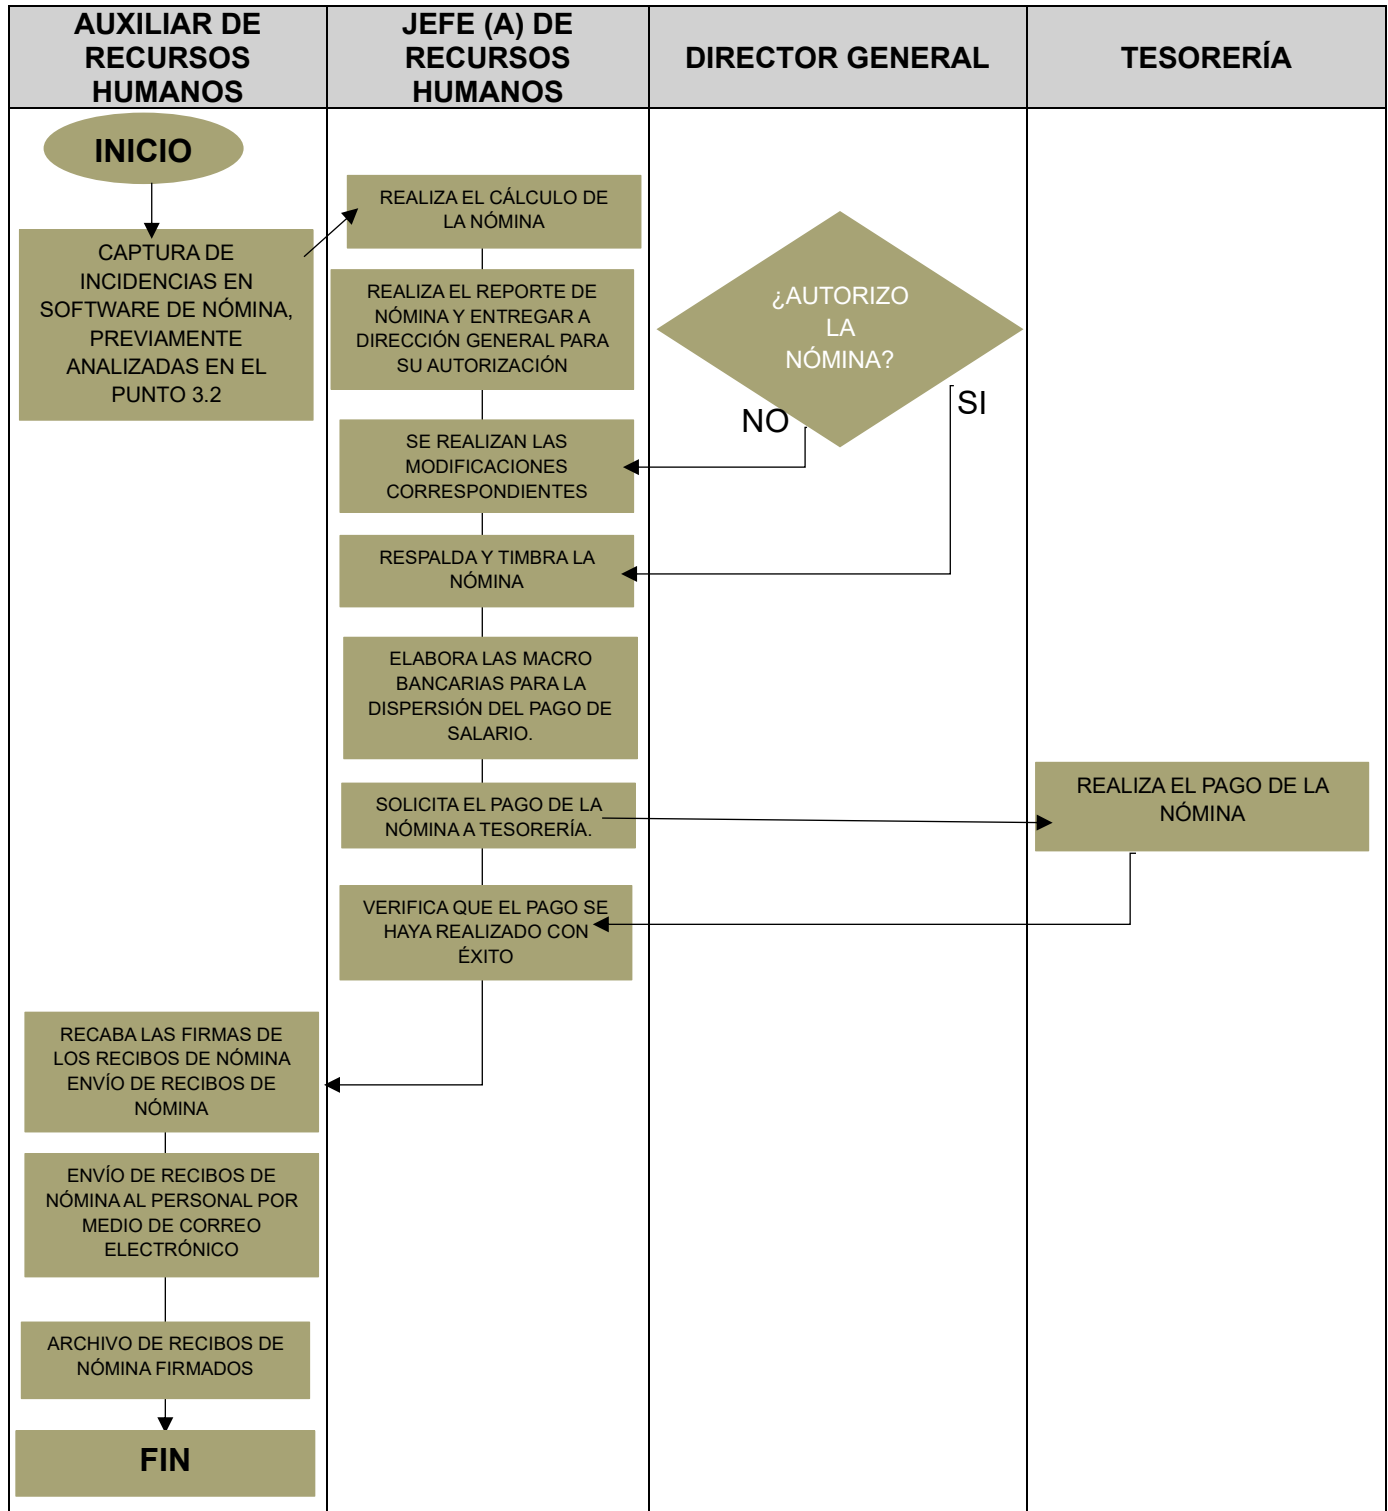 AUXILIAR DE
RECURSOS
HUMANOS
JEFE (A) DE
RECURSOS
HUMANOS
DIRECTOR GENERAL
TESORERÍA
INICIO
CAPTURA DE
INCIDENCIAS EN
SOFTWARE DE NÓMINA,
PREVIAMENTE
ANALIZADAS EN EL
PUNTO 3.2
REALIZA EL CÁLCULO DE
LA NÓMINA
REALIZA EL REPORTE DE
NÓMINA Y ENTREGAR A
DIRECCIÓN GENERAL PARA
SU AUTORIZACIÓN
¿AUTORIZO
LA
NÓMINA?
NO
SI
SE REALIZAN LAS
MODIFICACIONES
CORRESPONDIENTES
RESPALDA Y TIMBRA LA
NÓMINA
ELABORA LAS MACRO
BANCARIAS PARA LA
DISPERSIÓN DEL PAGO DE
SALARIO.
SOLICITA EL PAGO DE LA
NÓMINA A TESORERÍA.
REALIZA EL PAGO DE LA
NÓMINA
VERIFICA QUE EL PAGO SE
HAYA REALIZADO CON
ÉXITO
RECABA LAS FIRMAS DE
LOS RECIBOS DE NÓMINA
ENVÍO DE RECIBOS DE
NÓMINA
ENVÍO DE RECIBOS DE
NÓMINA AL PERSONAL POR
MEDIO DE CORREO
ELECTRÓNICO
ARCHIVO DE RECIBOS DE
NÓMINA FIRMADOS
FIN